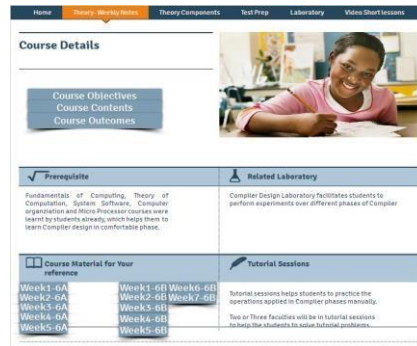 Home Theory- Weekly Notes Theory Components Test Prep Laboratory Video Short lessons
Course Details
Course Objectives
Course Contents
Course Outcomes
Prerequisite
Fundamentals of Computing, Theory of
Computation, System Software, Computer
organization and Micro Processor courses were
learnt by students already, which helps them to
learn Compiler design in comfortable phase.
Related Laboratory
Compiler Design Laboratory facilitates students to
perform experiments over different phases of Complier
Course Material for Your
reference
Week1-6A
Week2-6A
Week3-6A
Week4-6A
Week5-6A
Week1-6B Week6-6B
Week2-6B Week7-6B
Week3-6B
Week4-6B
Week5-6B
Tutorial Sessions
Tutorial sessions helps students to practice the
operations applied in Compiler phases manually.
Two or Three faculties will be in tutorial sessions
to help the students to solve tutorial problems